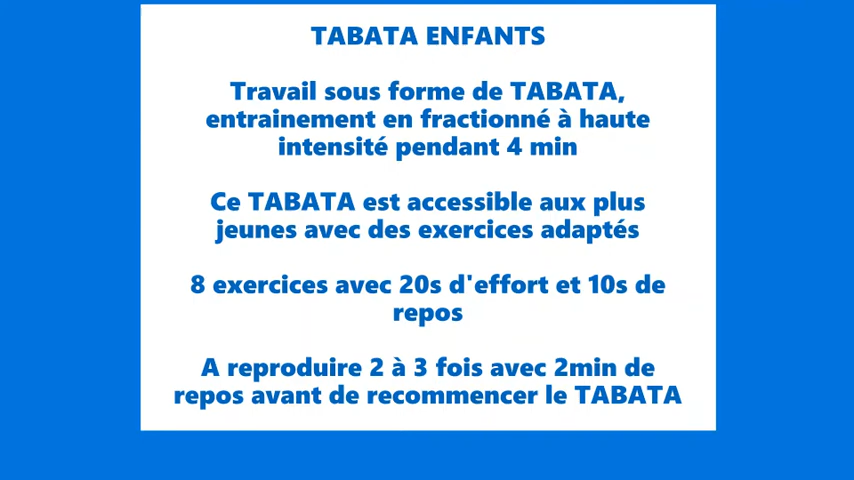 TABATA ENFANTS
Travail sous forme de TABATA,
entrainement en fractionné à haute
intensité pendant 4 min
Ce TABATA est accessible aux plus
jeunes avec des exercices adaptés
8 exercices avec 20s d'effort et 10s de
repos
A reproduire 2 à 3 fois avec 2min de
repos avant de recommencer le TABATA